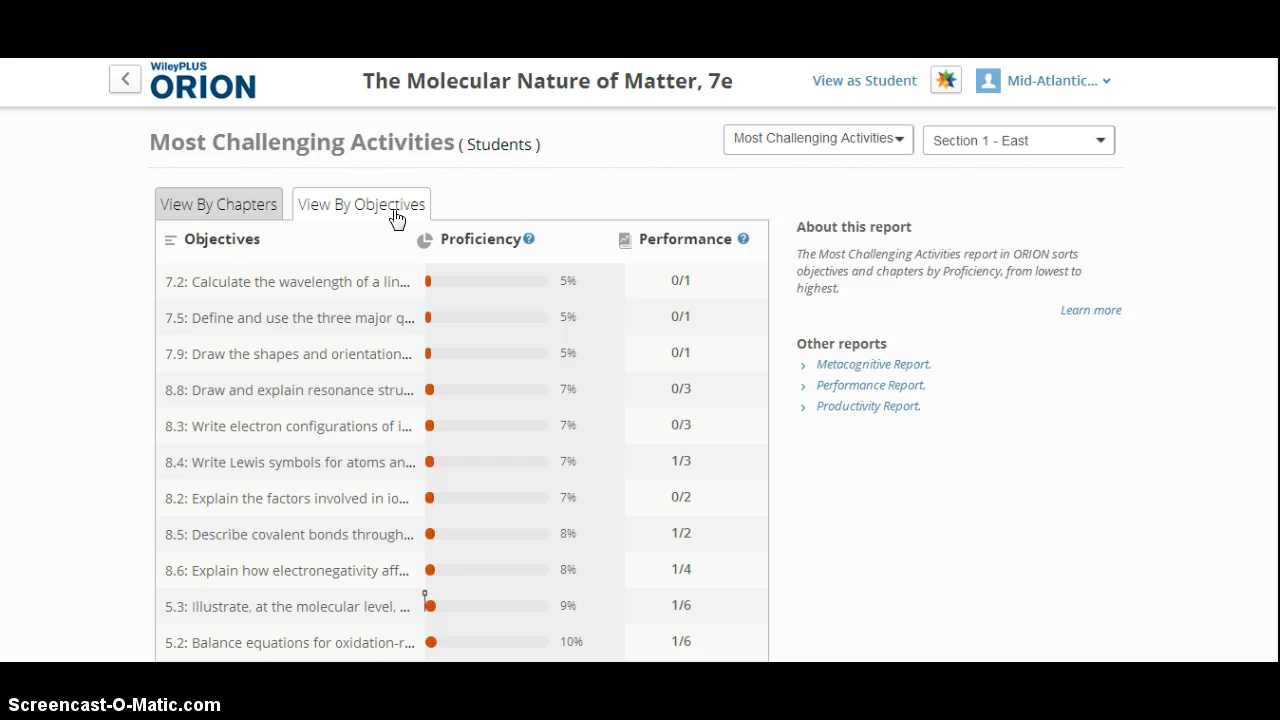 WileyPLUS
ORION
The Molecular Nature of Matter, 7e
View as Student
Mid-Atlantic...
Most Challenging Activities ( Students )
Most Challenging Activities
Section 1 - East
View By Chapters
View By Objectives
Objectives
Proficiency ?
Performance ?
7.2: Calculate the wavelength of a lin... 5% 0/1
7.5: Define and use the three major q... 5% 0/1
7.9: Draw the shapes and orientation... 5% 0/1
8.8: Draw and explain resonance stru... 7% 0/3
8.3: Write electron configurations of i... 7% 0/3
8.4: Write Lewis symbols for atoms an... 7% 1/3
8.2: Explain the factors involved in io... 7% 0/2
8.5: Describe covalent bonds through... 8% 1/2
8.6: Explain how electronegativity aff... 8% 1/4
5.3: Illustrate, at the molecular level, ... 9% 1/6
5.2: Balance equations for oxidation-r... 10% 1/6
About this report
The Most Challenging Activities report in ORION sorts
objectives and chapters by Proficiency, from lowest to
highest.
Learn more
Other reports
Metacognitive Report.
Performance Report.
Productivity Report.
Screencast-O-Matic.com